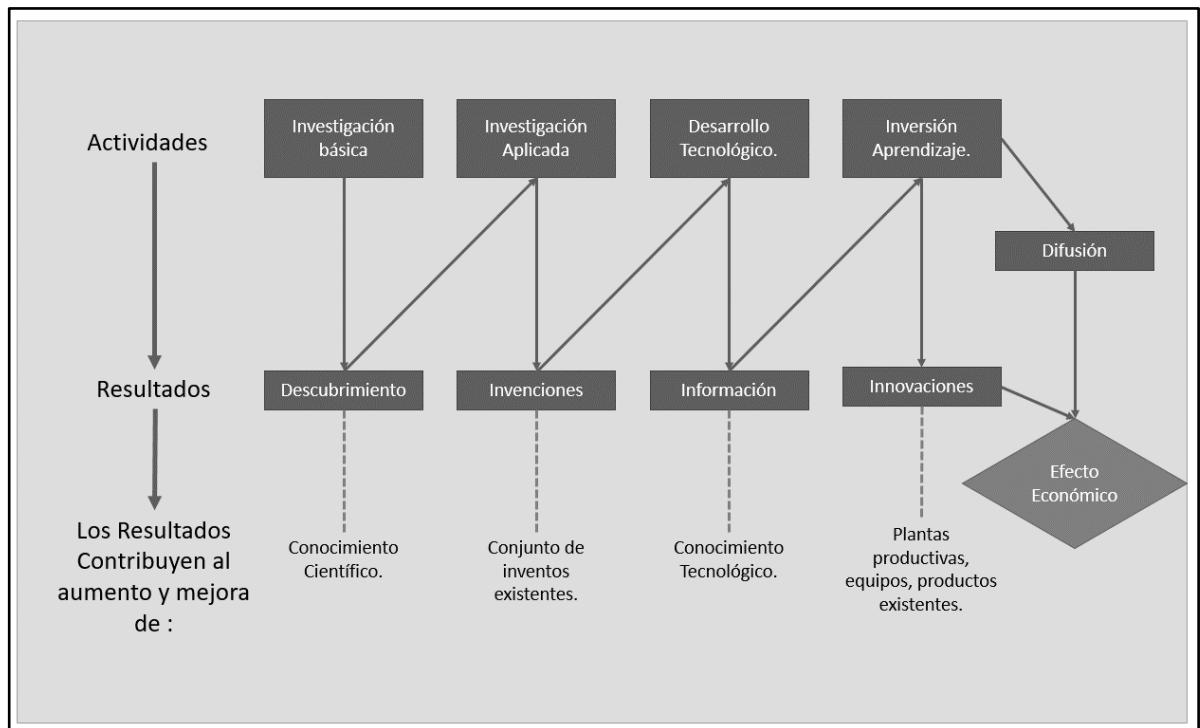 Actividades
Investigación
básica
Investigación
Aplicada
Desarrollo
Tecnológico.
Inversión
Aprendizaje.
Difusión
Resultados
Descubrimiento
Invenciones
Información
Innovaciones
Efecto
Económico
Los Resultados
Contribuyen al
aumento y mejora
de :
Conocimiento
Científico.
Conjunto de
inventos
existentes.
Conocimiento
Tecnológico.
Plantas
productivas,
equipos, productos
existentes.